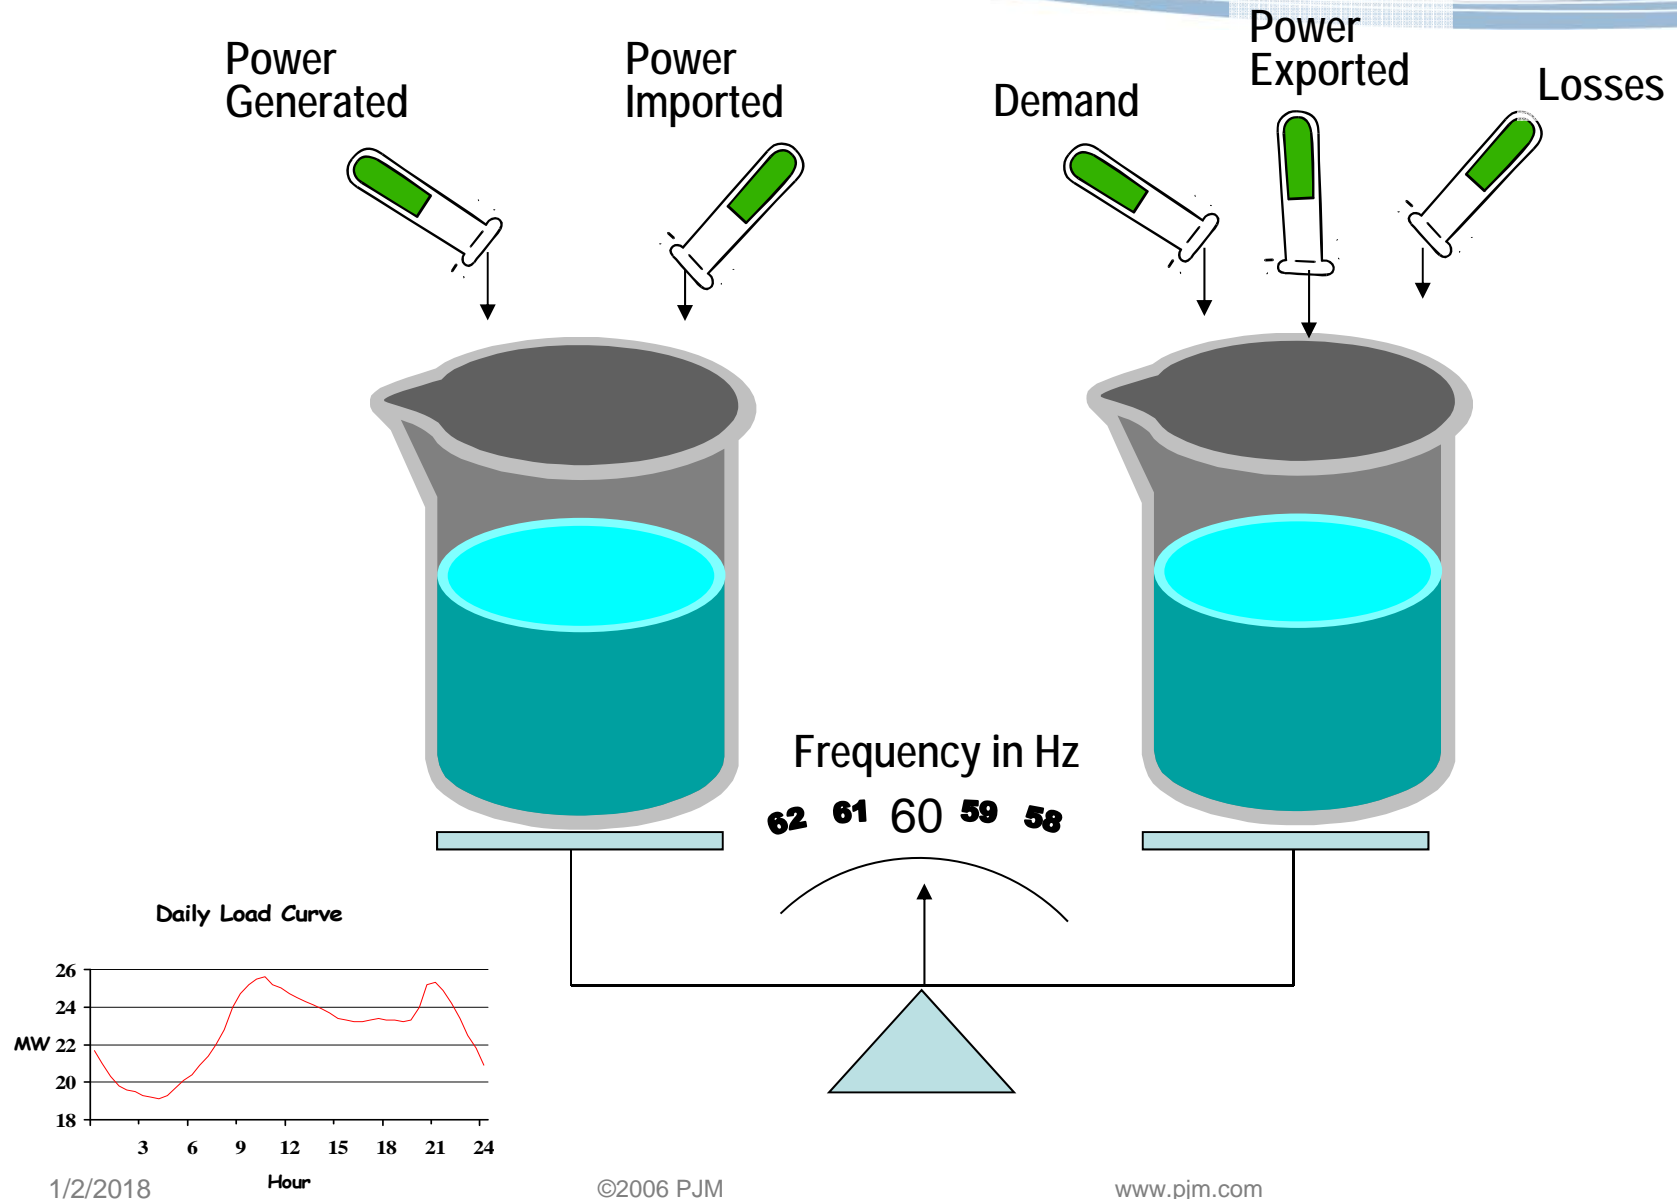 Power
Generated
Power
Imported
Demand
Power
Exported
Losses
Frequency in Hz
62 61 60 59 58
Daily Load Curve
26
24
MW 22
20
18
3 6 9 12 15 18 21 24
Hour
1/2/2018
©2006 PJM
www.pjm.com